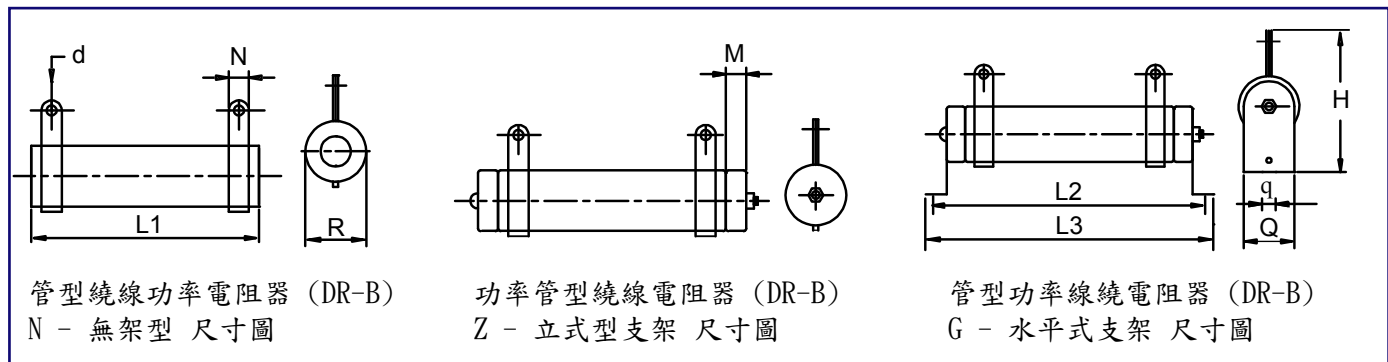 d
N
L1
R
管型繞線功率電阻器 (DR-B)
N - 無架型 尺寸圖
M
功率管型繞線電阻器 (DR-B)
Z - 立式型支架 尺寸圖
H
L2
L3
q
Q
管型功率線繞電阻器 (DR-B)
G - 水平式支架 尺寸圖